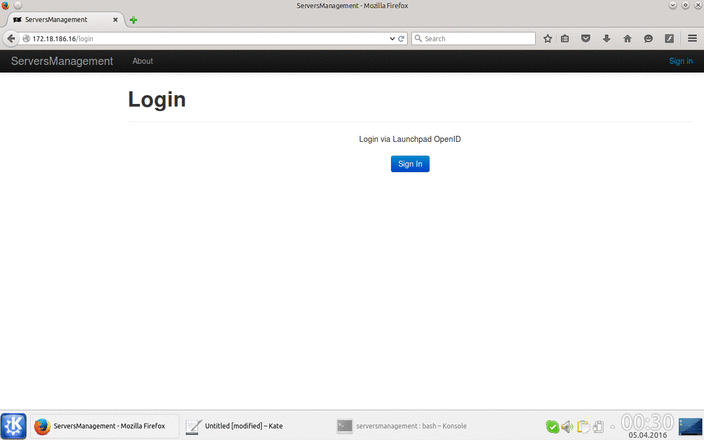 ServersManagement - Mozilla Firefox
ServersManagement
172.18.186.16/login
Search
ServersManagement About Sign in
Login
Login via Launchpad OpenID
Sign In
ServersManagement - Mozilla Firefox
Untitled [modified] – Kate
serversmanagement : bash – Konsole
00:30
05.04.2016